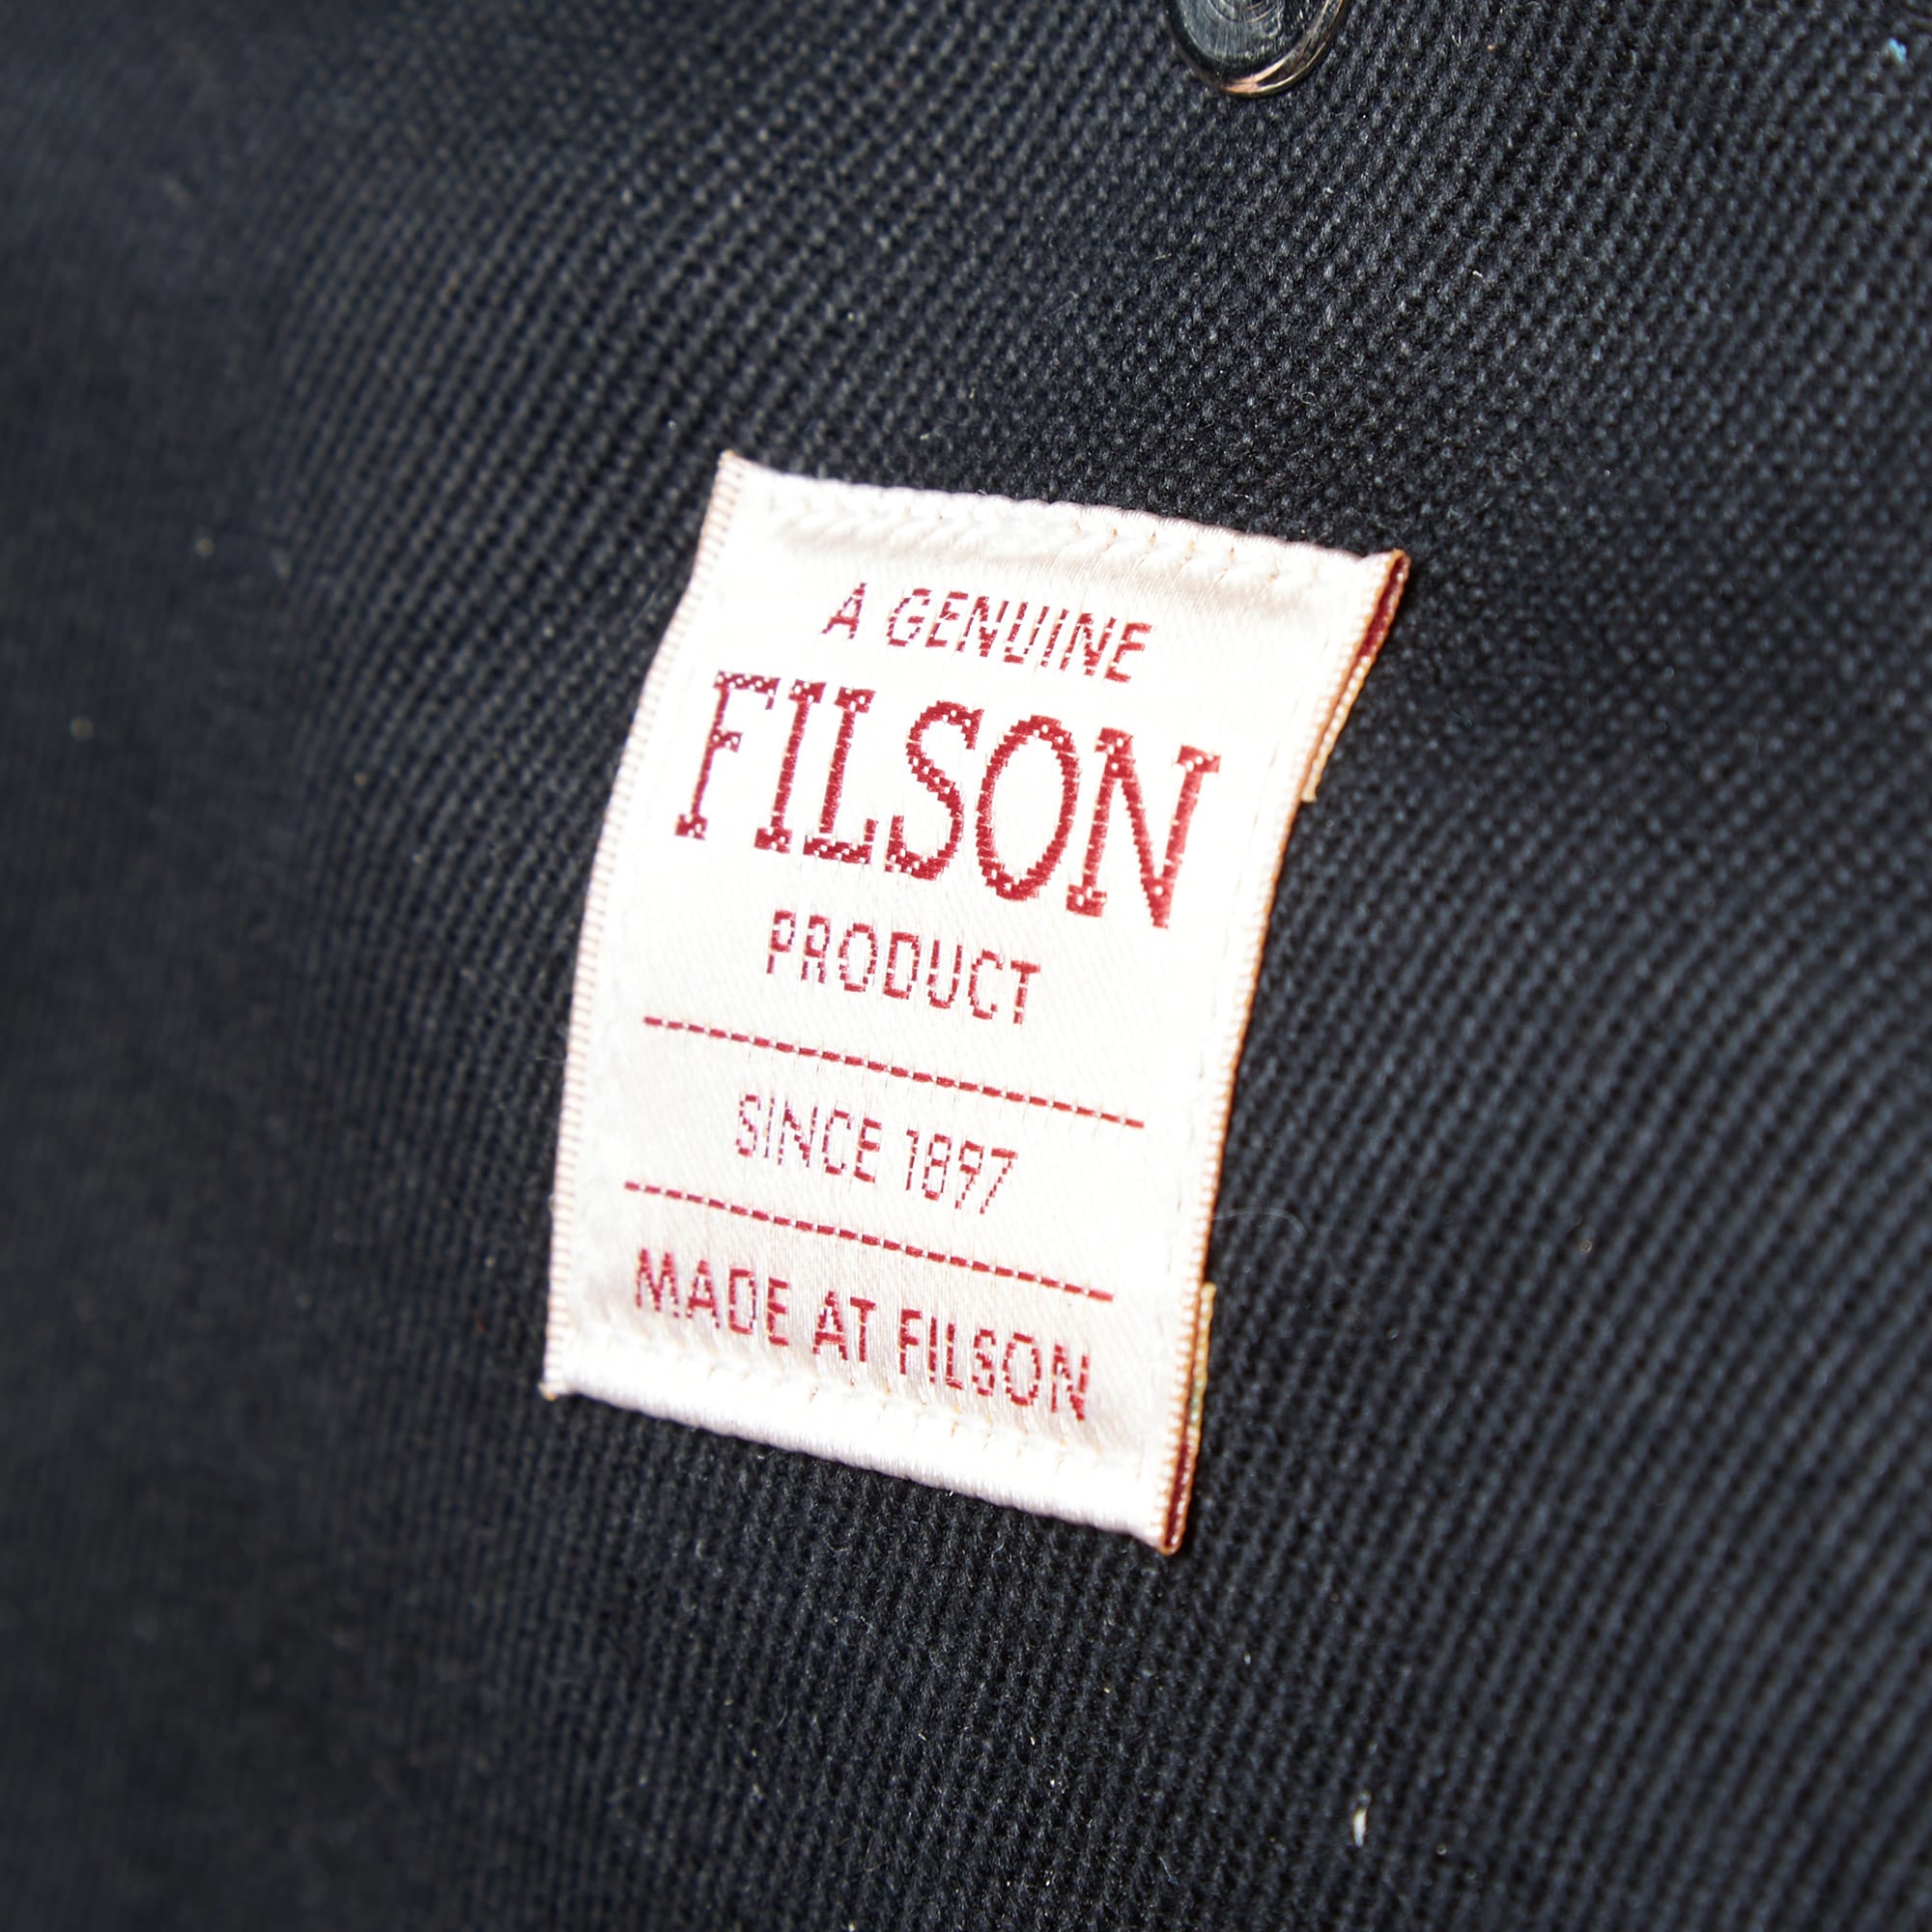 A GENUINE
FILSON
PRODUCT
SINCE 1897
MADE AT FILSON